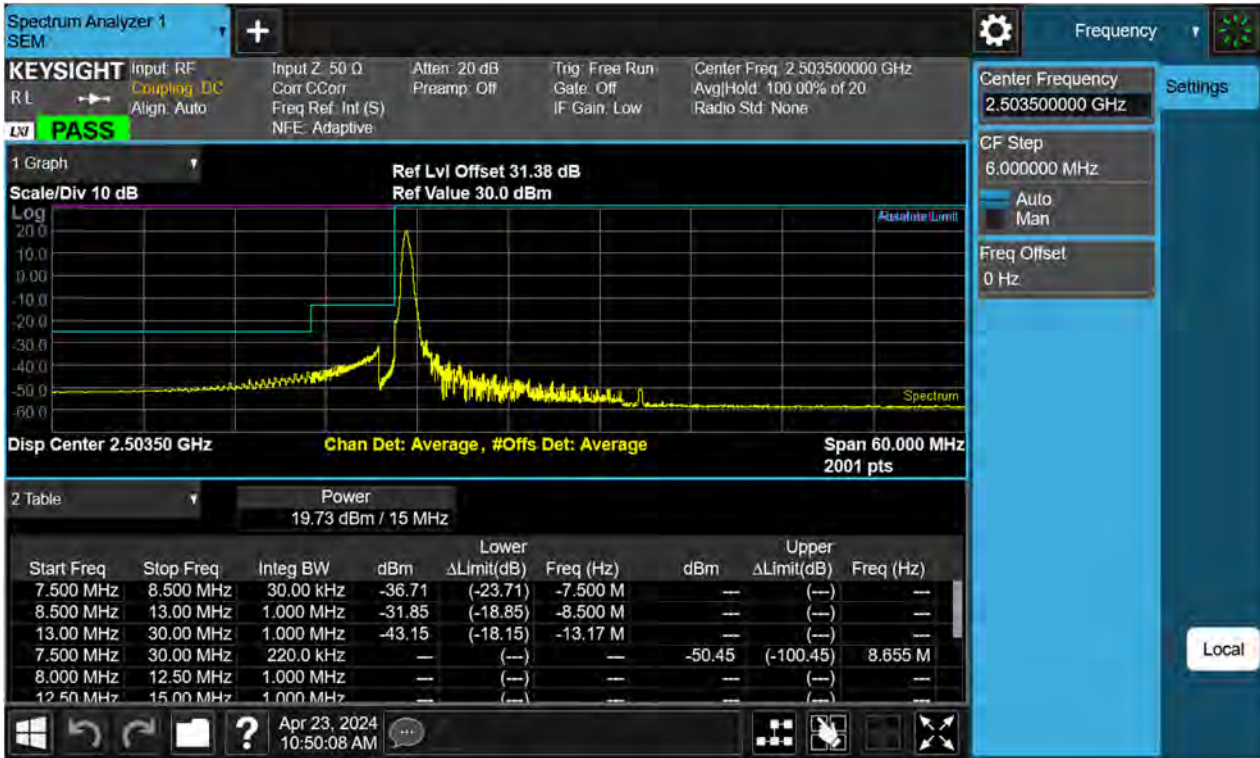 Spectrum Analyzer 1
SEM
+
Frequency
KEYSIGHT
Input: RF
Coupling: DC
Align: Auto
Input Z: 50 Ω
Corr CCorr
Freq Ref: Int (S)
NFE: Adaptive
Atten: 20 dB
Preamp: Off
Trig: Free Run
Gate: Off
IF Gain: Low
Center Freq: 2.503500000 GHz
Avg|Hold: 100.00% of 20
Radio Std: None
R L
LXI
PASS
Center Frequency
2.503500000 GHz
Settings
CF Step
6.000000 MHz
Auto
Man
Freq Offset
0 Hz
Local
1 Graph
Scale/Div 10 dB
Ref Lvl Offset 31.38 dB
Ref Value 30.0 dBm
Log
Absolute Limit
20.0
10.0
0.00
-10.0
-20.0
-30.0
-40.0
-50.0
-60.0
Spectrum
Disp Center 2.50350 GHz
Chan Det: Average, #Offs Det: Average
Span 60.000 MHz
2001 pts
2 Table
Power
19.73 dBm / 15 MHz
Lower Upper
Start Freq Stop Freq Integ BW dBm ΔLimit(dB) Freq (Hz) dBm ΔLimit(dB) Freq (Hz)
7.500 MHz 8.500 MHz 30.00 kHz -36.71 (-23.71) -7.500 M --- (---) ---
8.500 MHz 13.00 MHz 1.000 MHz -31.85 (-18.85) -8.500 M --- (---) ---
13.00 MHz 30.00 MHz 1.000 MHz -43.15 (-18.15) -13.17 M --- (---) ---
7.500 MHz 30.00 MHz 220.0 kHz --- (---) --- -50.45 (-100.45) 8.655 M
8.000 MHz 12.50 MHz 1.000 MHz --- (---) --- --- (---) ---
12.50 MHz 15.00 MHz 1.000 MHz --- (---) --- --- (---) ---
?
Apr 23, 2024
10:50:08 AM